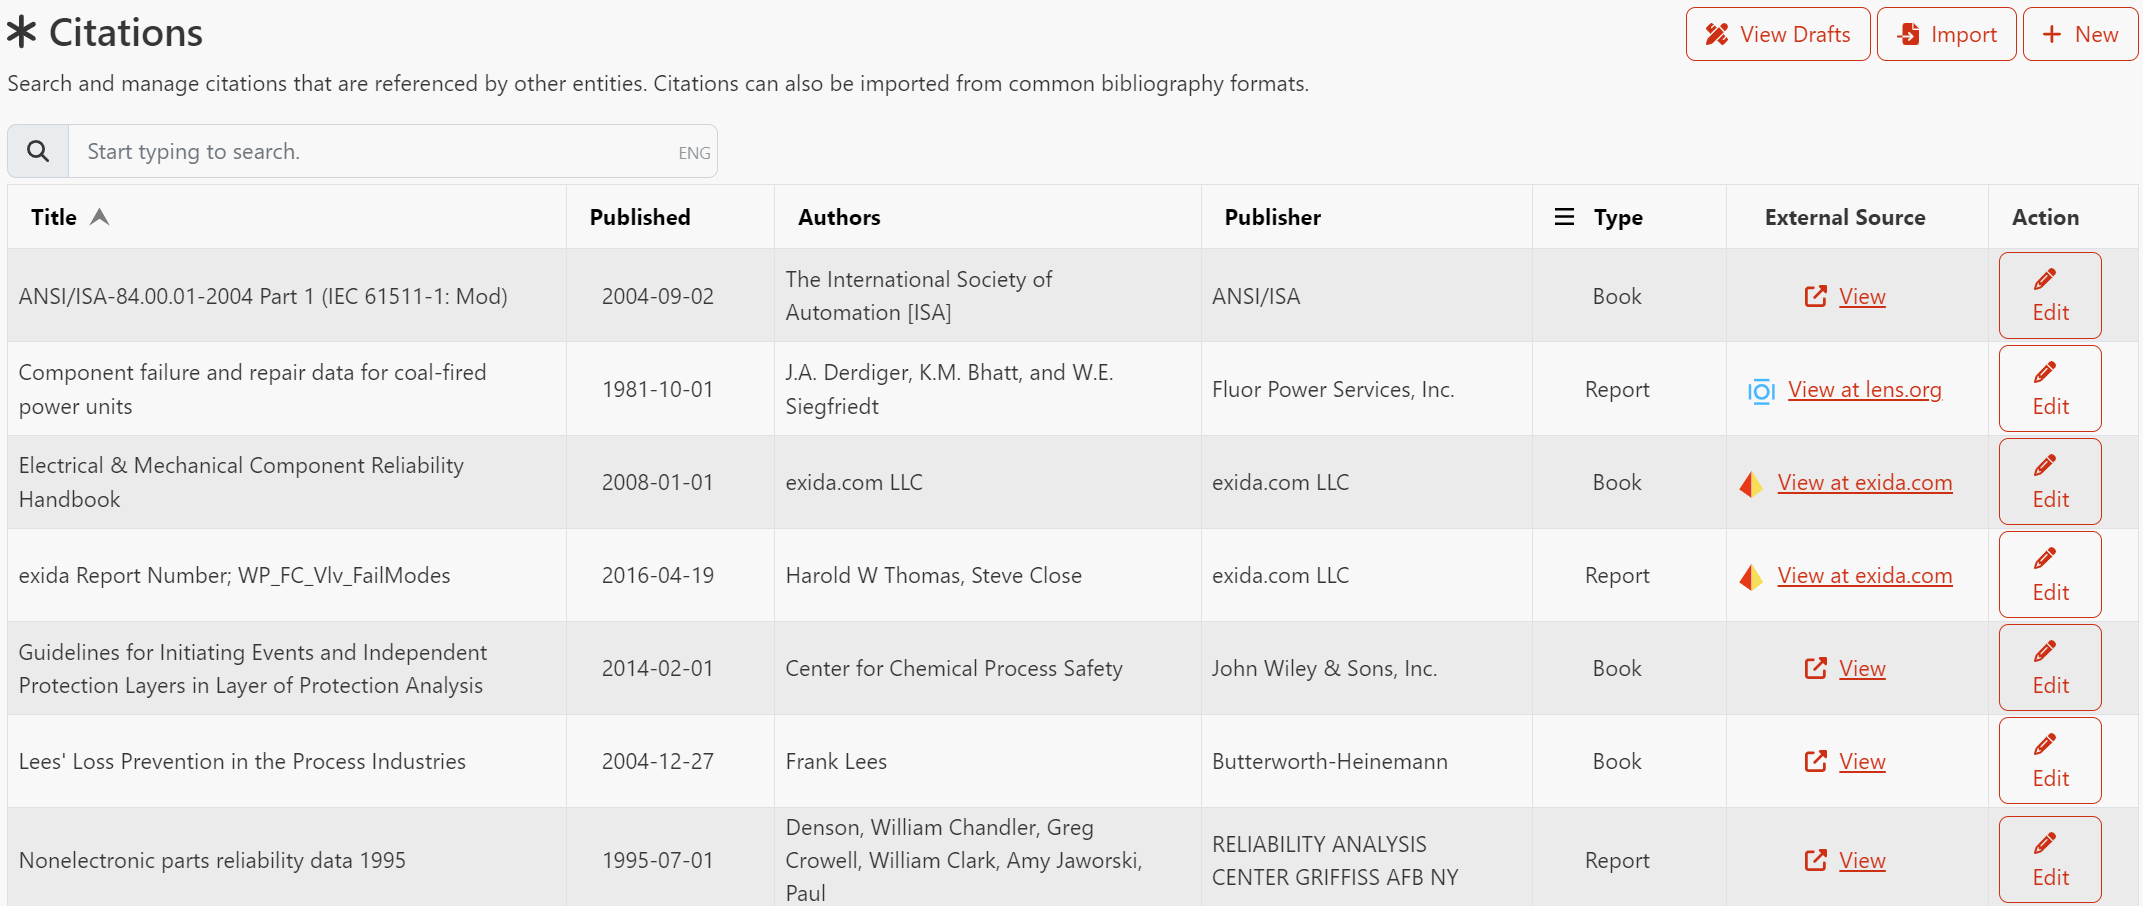 Citations
View Drafts
Import
New
Search and manage citations that are referenced by other entities. Citations can also be imported from common bibliography formats.
Start typing to search.
ENG
Title
Published
Authors
Publisher
Type
External Source
Action
ANSI/ISA-84.00.01-2004 Part 1 (IEC 61511-1: Mod)
2004-09-02
The International Society of
Automation [ISA]
ANSI/ISA
Book
View
Edit
Component failure and repair data for coal-fired
power units
1981-10-01
J.A. Derdiger, K.M. Bhatt, and W.E.
Siegfriedt
Fluor Power Services, Inc.
Report
View at lens.org
Edit
Electrical & Mechanical Component Reliability
Handbook
2008-01-01
exida.com LLC
exida.com LLC
Book
View at exida.com
Edit
exida Report Number; WP_FC_Vlv_FailModes
2016-04-19
Harold W Thomas, Steve Close
exida.com LLC
Report
View at exida.com
Edit
Guidelines for Initiating Events and Independent
Protection Layers in Layer of Protection Analysis
2014-02-01
Center for Chemical Process Safety
John Wiley & Sons, Inc.
Book
View
Edit
Lees' Loss Prevention in the Process Industries
2004-12-27
Frank Lees
Butterworth-Heinemann
Book
View
Edit
Nonelectronic parts reliability data 1995
1995-07-01
Denson, William Chandler, Greg
Crowell, William Clark, Amy Jaworski,
Paul
RELIABILITY ANALYSIS
CENTER GRIFFISS AFB NY
Report
View
Edit